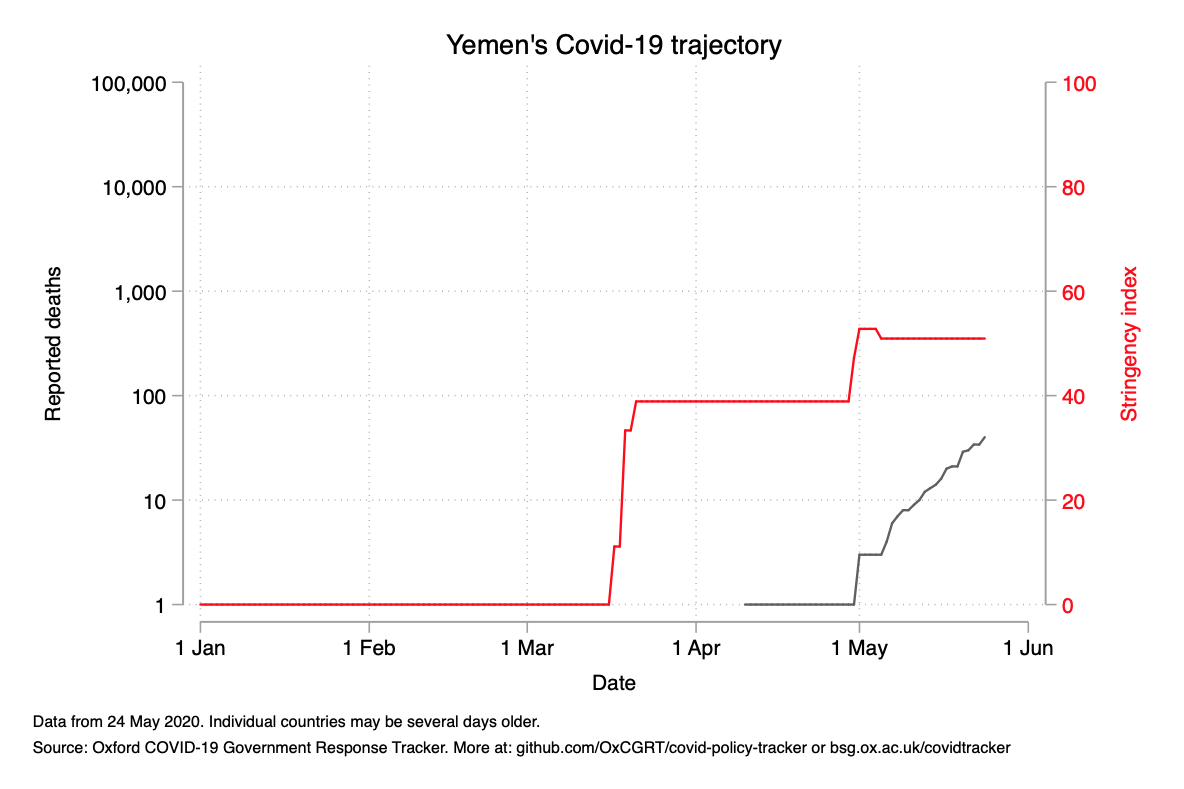 Yemen's Covid-19 trajectory
100,000
10,000
1,000
100
10
1
Reported deaths
100
80
60
40
20
0
Stringency index
1 Jan
1 Feb
1 Mar
1 Apr
1 May
1 Jun
Date
Data from 24 May 2020. Individual countries may be several days older.
Source: Oxford COVID-19 Government Response Tracker. More at: github.com/OxCGRT/covid-policy-tracker or bsg.ox.ac.uk/covidtracker